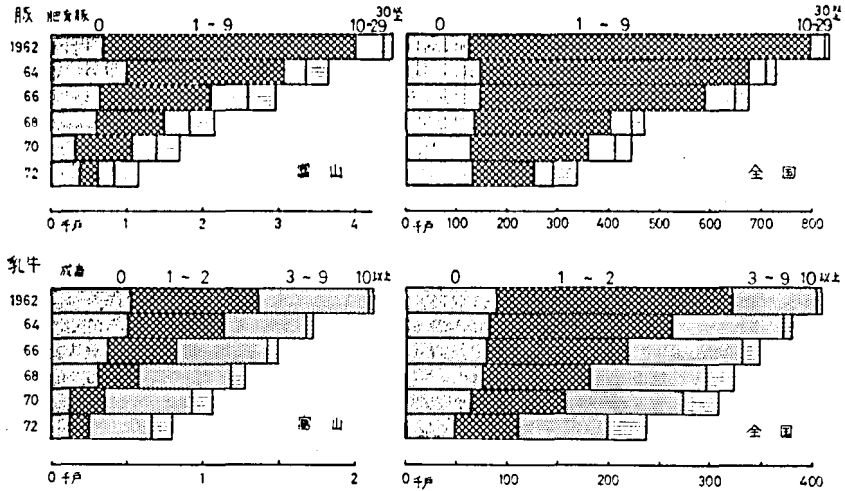 豚 肥育豚 0 1~9 10-29 30以上 0 1~9 10-29 30以上
1962
64
66
68
70
72 富山 全国
0 千戸 1 2 3 4 0 千戸 100 200 300 400 500 600 700 800
乳牛 成畜 0 1~2 3~9 10以上 0 1~2 3~9 10以上
1962
64
66
68
70 富山
72 全国
0 千戸 1 2 0 千戸 100 200 300 400